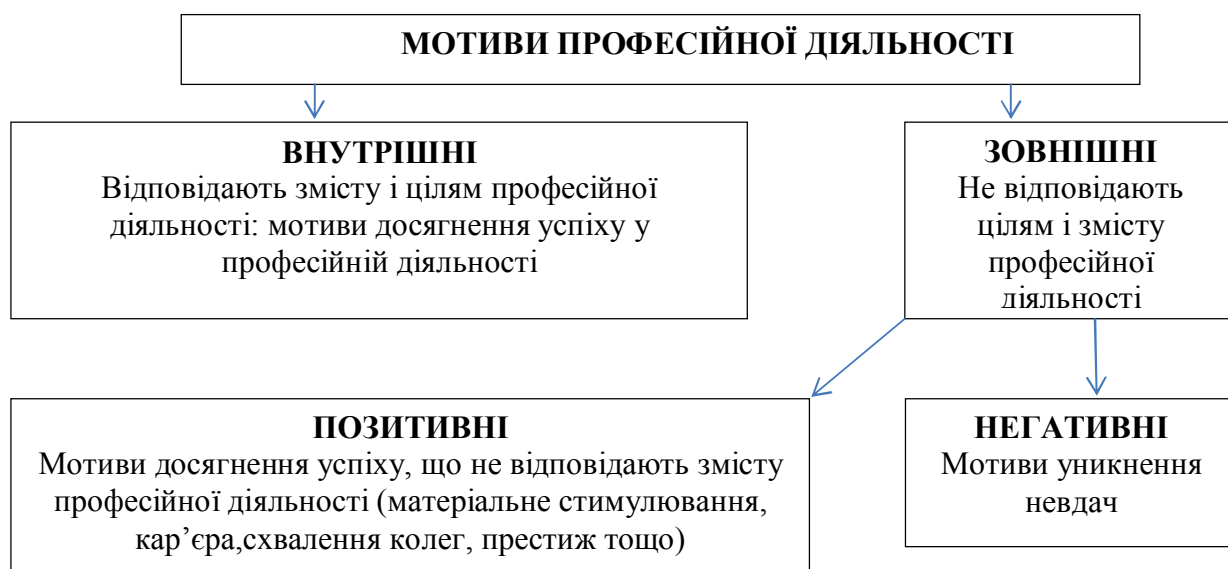 МОТИВИ ПРОФЕСІЙНОЇ ДІЯЛЬНОСТІ
ВНУТРІШНІ
Відповідають змісту і цілям професійної
діяльності: мотиви досягнення успіху у
професійній діяльності
ЗОВНІШНІ
Не відповідають
цілям і змісту
професійної
діяльності
ПОЗИТИВНІ
Мотиви досягнення успіху, що не відповідають змісту
професійної діяльності (матеріальне стимулювання,
кар’єра,схвалення колег, престиж тощо)
НЕГАТИВНІ
Мотиви уникнення
невдач